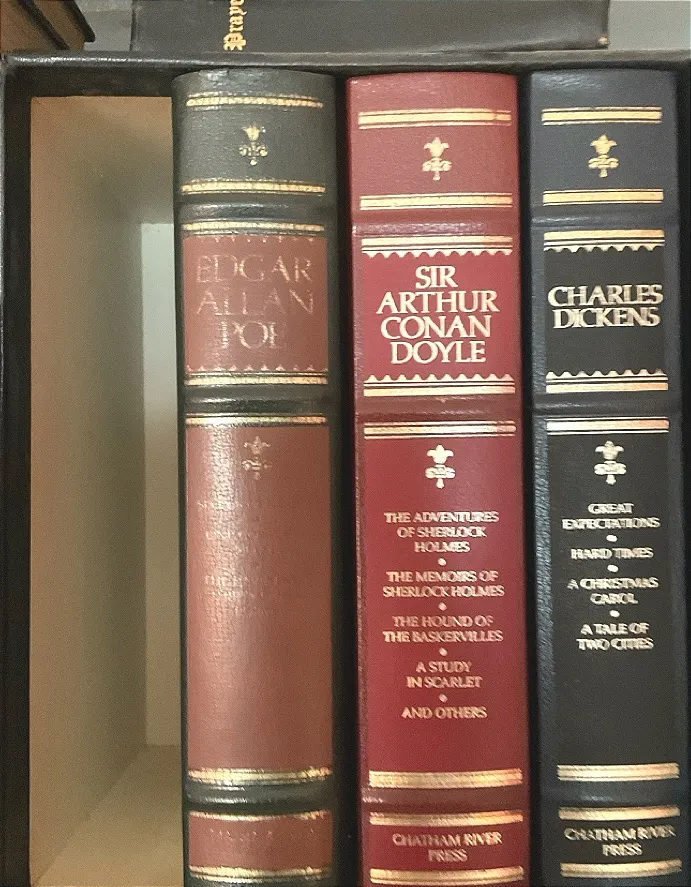 Praye
EDGAR
ALLAN
POE
SIR
ARTHUR
CONAN
DOYLE
THE ADVENTURES
OF SHERLOCK
HOLMES
THE MEMOIRS OF
SHERLOCK HOLMES
THE HOUND OF
THE BASKERVILLES
A STUDY
IN SCARLET
AND OTHERS
CHATHAM RIVER
PRESS
CHARLES
DICKENS
GREAT
EXPECTATIONS
HARD TIMES
A CHRISTMAS
CAROL
A TALE OF
TWO CITIES
CHATHAM RIVER
PRESS